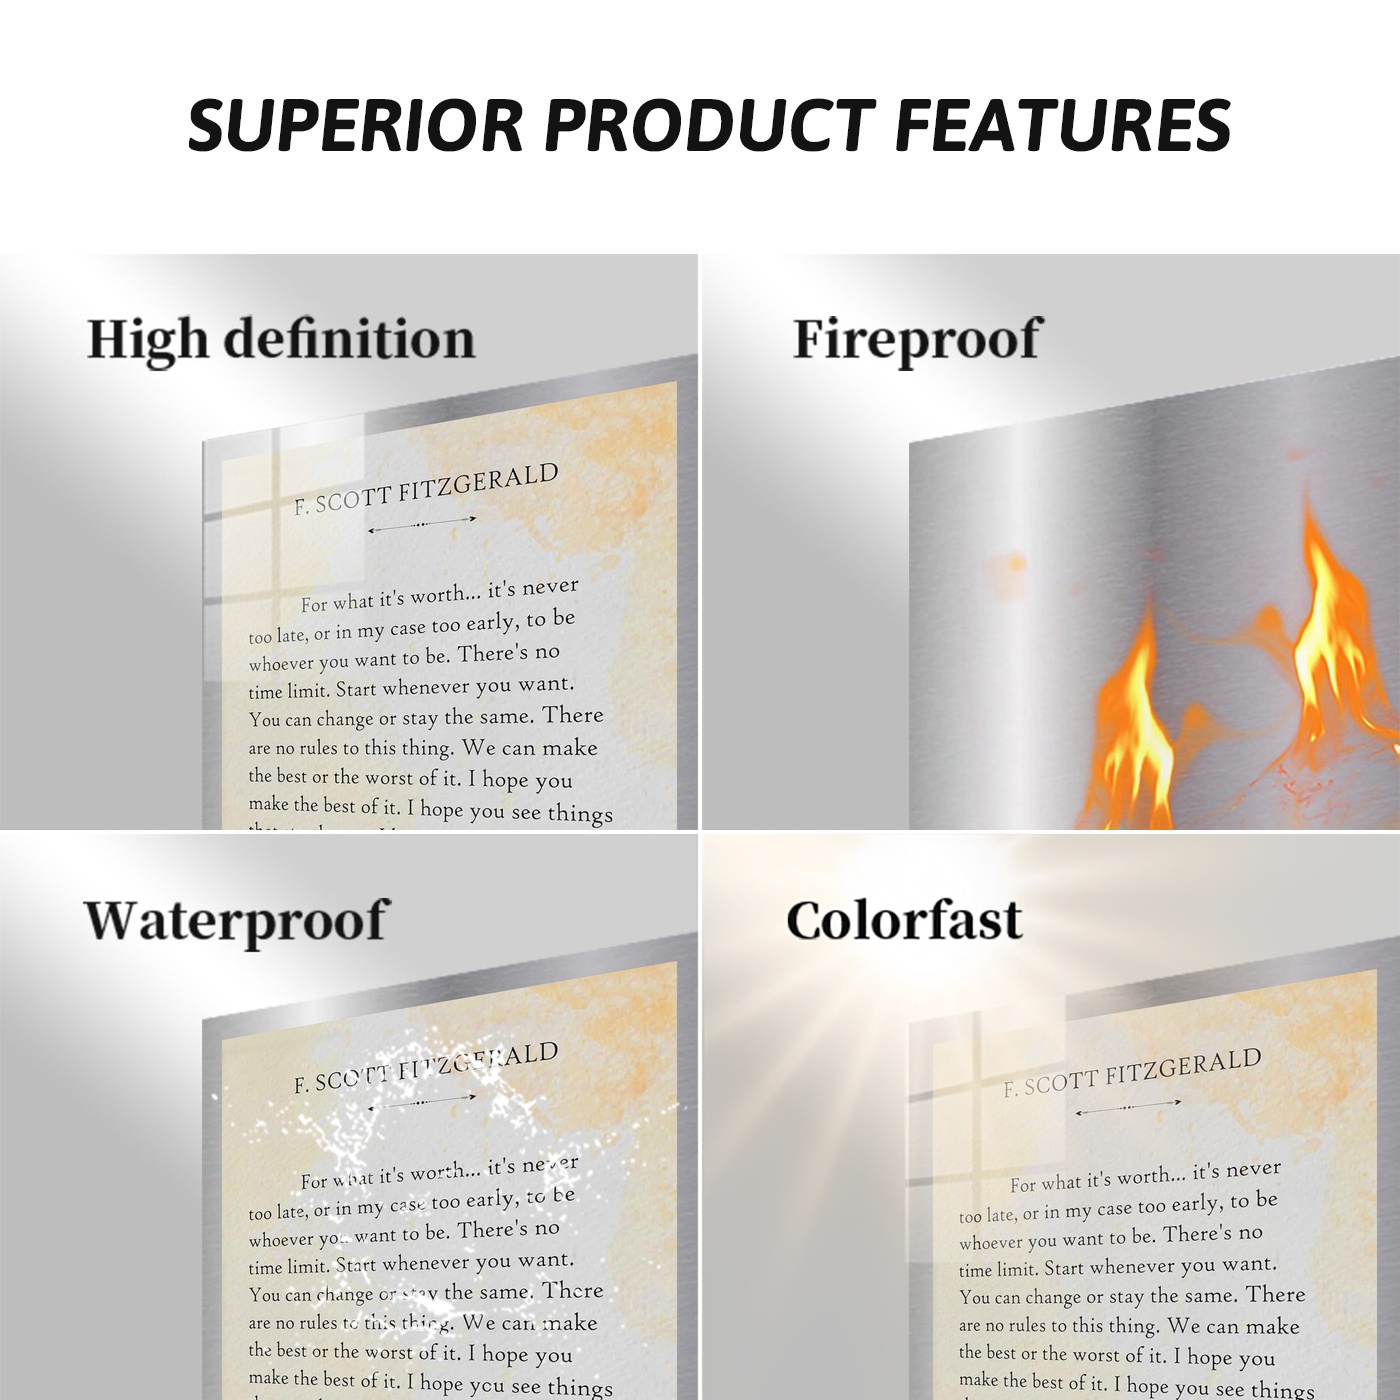 SUPERIOR PRODUCT FEATURES
High definition
F. SCOTT FITZGERALD
For what it's worth... it's never
too late, or in my case too early, to be
whoever you want to be. There's no
time limit. Start whenever you want.
You can change or stay the same. There
are no rules to this thing. We can make
the best or the worst of it. I hope you
make the best of it. I hope you see things
Fireproof
Waterproof
F. SCOTT FITZGERALD
For what it's worth... it's never
too late, or in my case too early, to be
whoever you want to be. There's no
time limit. Start whenever you want.
You can change or stay the same. There
are no rules to this thing. We can make
the best or the worst of it. I hope you
make the best of it. I hope you see things
Colorfast
F. SCOTT FITZGERALD
For what it's worth... it's never
too late, or in my case too early, to be
whoever you want to be. There's no
time limit. Start whenever you want.
You can change or stay the same. There
are no rules to this thing. We can make
the best or the worst of it. I hope you
make the best of it. I hope you see things